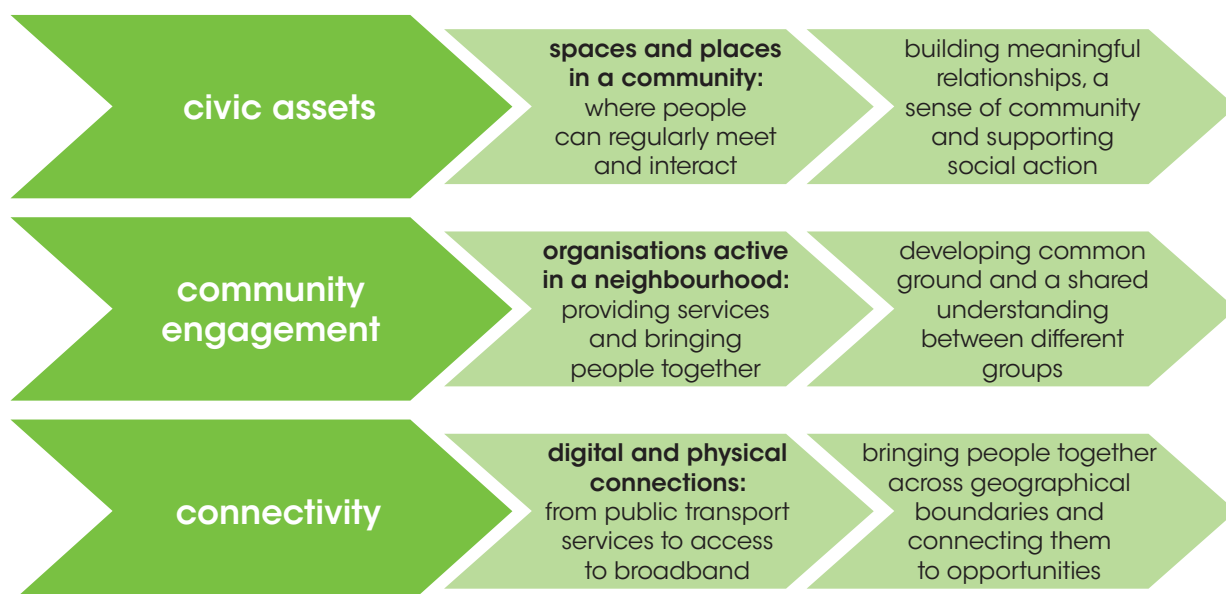 civic assets
spaces and places
in a community:
where people
can regularly meet
and interact
building meaningful
relationships, a
sense of community
and supporting
social action
community
engagement
organisations active
in a neighbourhood:
providing services
and bringing
people together
developing common
ground and a shared
understanding
between different
groups
connectivity
digital and physical
connections:
from public transport
services to access
to broadband
bringing people together
across geographical
boundaries and
connecting them
to opportunities